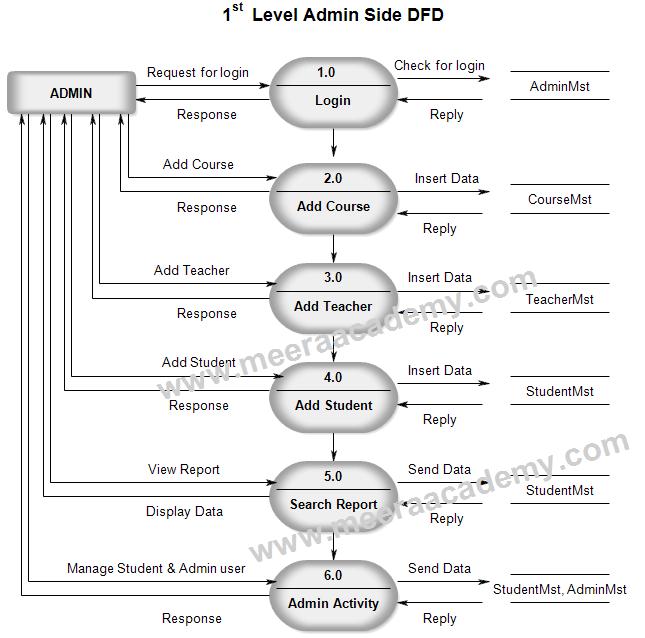 1st Level Admin Side DFD
ADMIN
Request for login
Response
1.0
Login
Check for login
Reply
AdminMst
Add Course
Response
2.0
Add Course
Insert Data
Reply
CourseMst
Add Teacher
Response
3.0
Add Teacher
Insert Data
Reply
TeacherMst
www.meeraacademy.com
Add Student
Response
4.0
Add Student
Insert Data
Reply
StudentMst
View Report
Display Data
5.0
Search Report
Send Data
Reply
StudentMst
www.meeraacademy.com
Manage Student & Admin user
Response
6.0
Admin Activity
Send Data
Reply
StudentMst, AdminMst